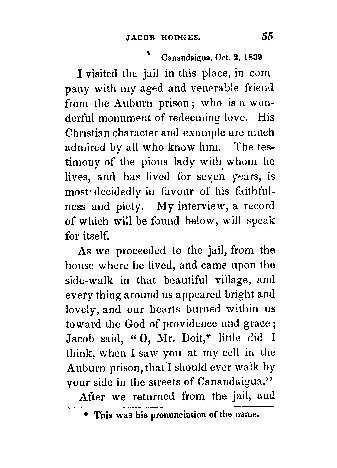 JACOB HODGES. 55
Canandaigua, Oct. 2, 1839
I visited the jail in this place, in com
pany with my aged and venerable friend
from the Auburn prison; who is a won-
derful monument of redeeming love. His
Christian character and example are much
admired by all who know him. The tes-
timony of the pious lady with whom he
lives, and has lived for seven years, is
most decidedly in favour of his faithful-
ness and piety. My interview, a record
of which will be found below, will speak
for itself.
As we proceeded to the jail, from the
house where he lived, and came upon the
side-walk in that beautiful village, and
every thing around us appeared bright and
lovely, and our hearts burned within us
toward the God of providence and grace;
Jacob said, "O, Mr. Doit,* little did I
think, when I saw you at my cell in the
Auburn prison, that I should ever walk by
your side in the streets of Canandaigua."
After we returned from the jail, and
* This was his pronunciation of the name.